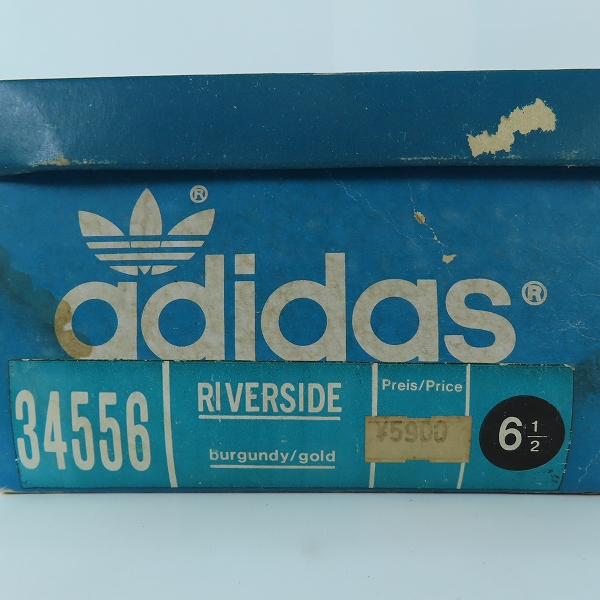 ®
adidas®
34556
RIVERSIDE
burgundy/gold
Preis/Price
¥5900
6 1/2